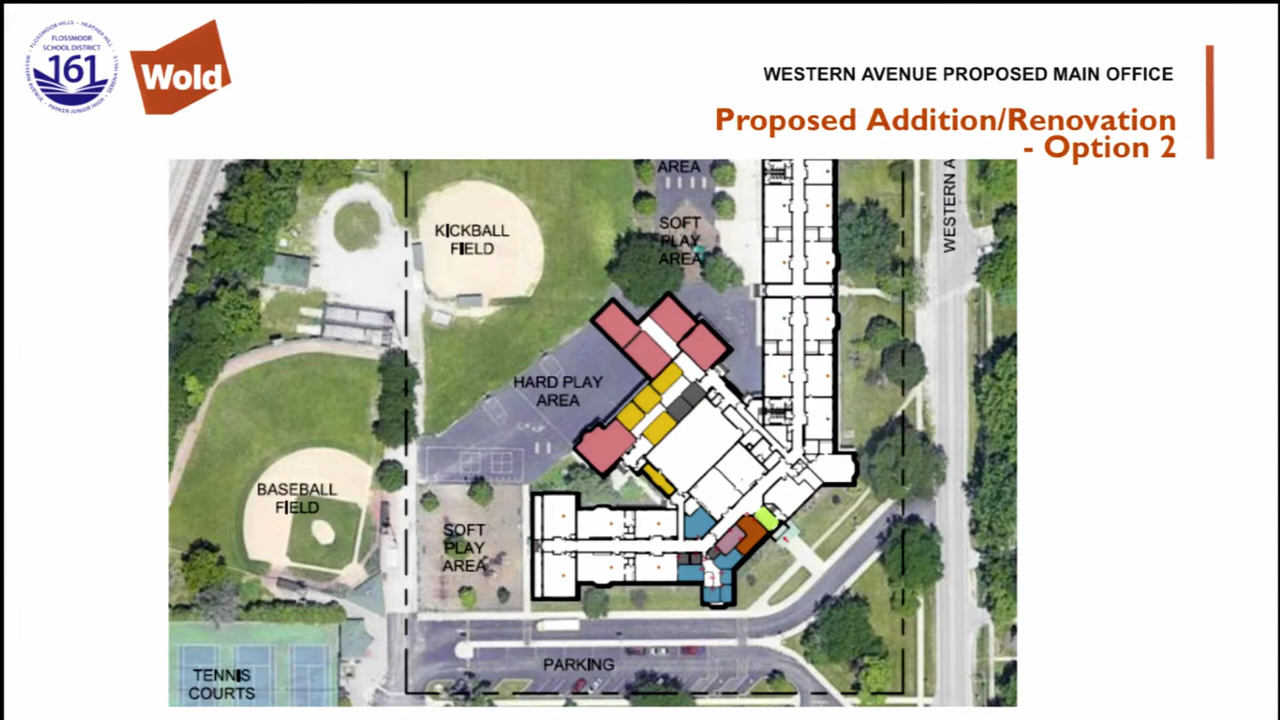 FLOSSMOOR HILLS • HEATHER HILL • SERENA HILLS • PARKER JUNIOR HIGH • WESTERN AVENUE •
FLOSSMOOR
SCHOOL DISTRICT
161
Wold
WESTERN AVENUE PROPOSED MAIN OFFICE
Proposed Addition/Renovation
- Option 2
AREA
KICKBALL
FIELD
SOFT
PLAY
AREA
WESTERN A
HARD PLAY
AREA
BASEBALL
FIELD
SOFT
PLAY
AREA
PARKING
TENNIS
COURTS